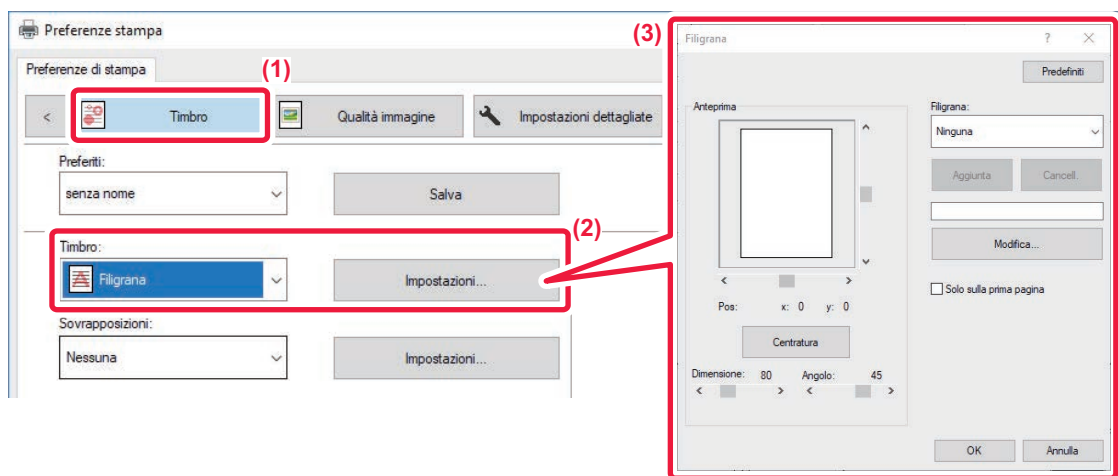 Preferenze stampa
Preferenze di stampa
(1)
< Timbro Qualità immagine Impostazioni dettagliate
Preferiti:
senza nome Salva
(2)
Timbro:
Filigrana Impostazioni...
Sovrapposizioni:
Nessuna Impostazioni...
(3)
Filigrana ?
Predefiniti
Anteprima Filigrana:
Ninguna
Aggiunta Cancell.
Modifica...
Solo sulla prima pagina
Pos: x: 0 y: 0
Centratura
Dimensione: 80 Angolo: 45
OK Annulla